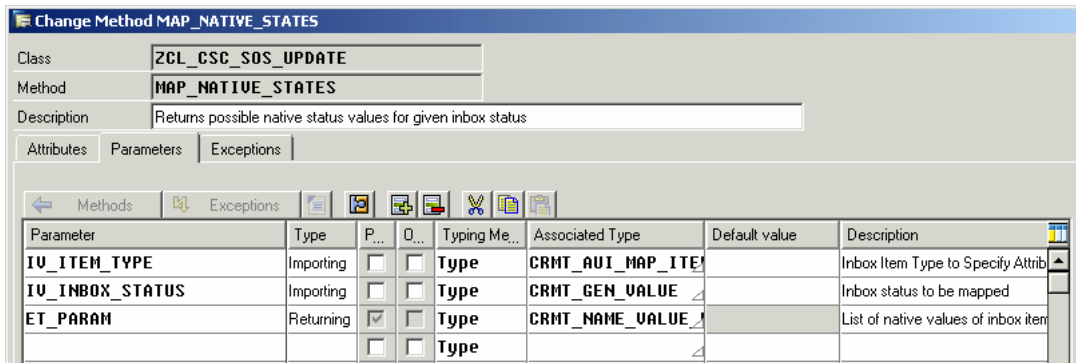 Change Method MAP_NATIVE_STATES
Class ZCL_CSC_SOS_UPDATE
Method MAP_NATIVE_STATES
Description Returns possible native status values for given inbox status
Attributes Parameters Exceptions
Methods Exceptions
Parameter Type P... O... Typing Me... Associated Type Default value Description
IV_ITEM_TYPE Importing Type CRMT_AUI_MAP_ITE Inbox Item Type to Specify Attrib
IV_INBOX_STATUS Importing Type CRMT_GEN_VALUE Inbox status to be mapped
ET_PARAM Returning Type CRMT_NAME_VALUE_ List of native values of inbox item
Type